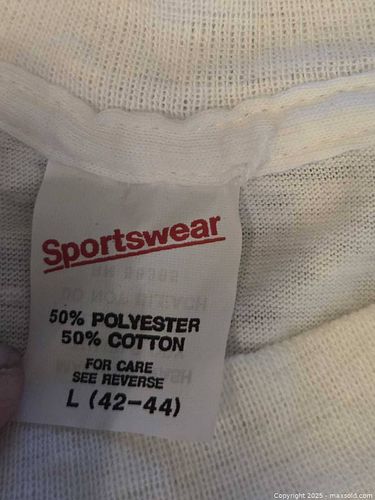 Sportswear
50% POLYESTER
50% COTTON
FOR CARE
SEE REVERSE
L (42-44)
Copyright 2025 - maxsold.com